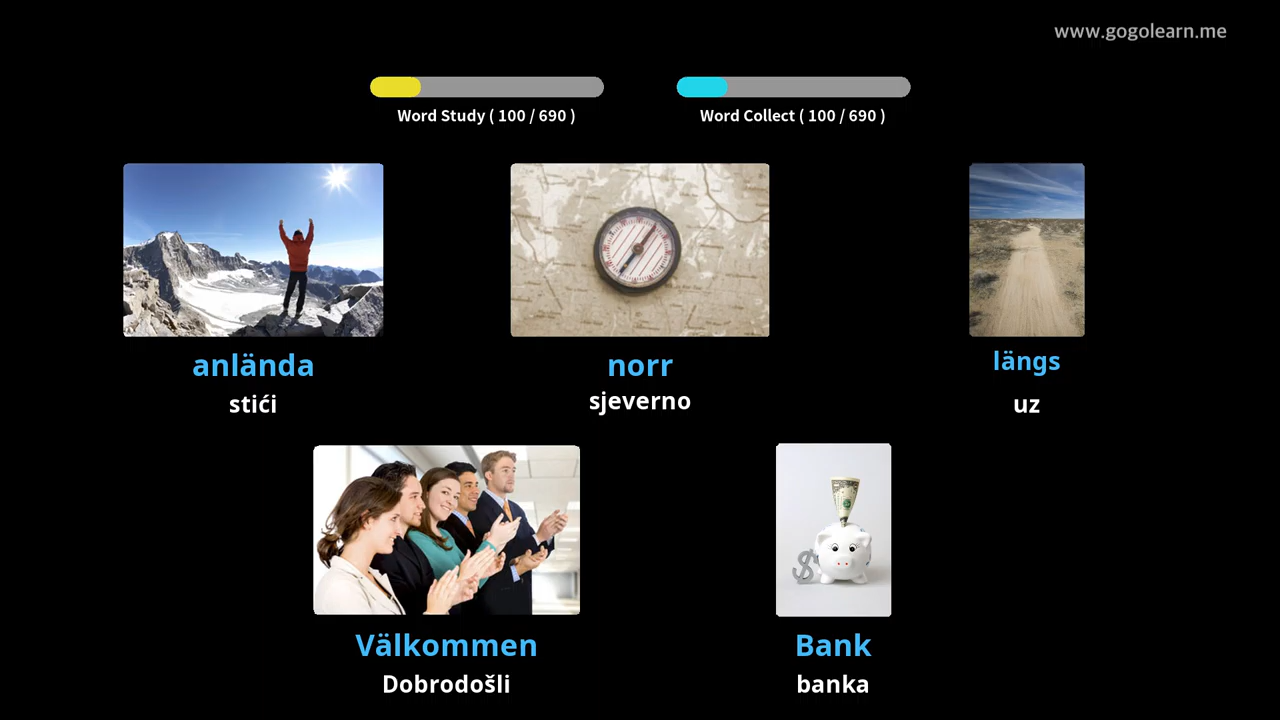 www.gogolearn.me
Word Study ( 100 / 690 )
Word Collect ( 100 / 690 )
anlända
stići
norr
sjeverno
längs
uz
Välkommen
Dobrodošli
Bank
banka